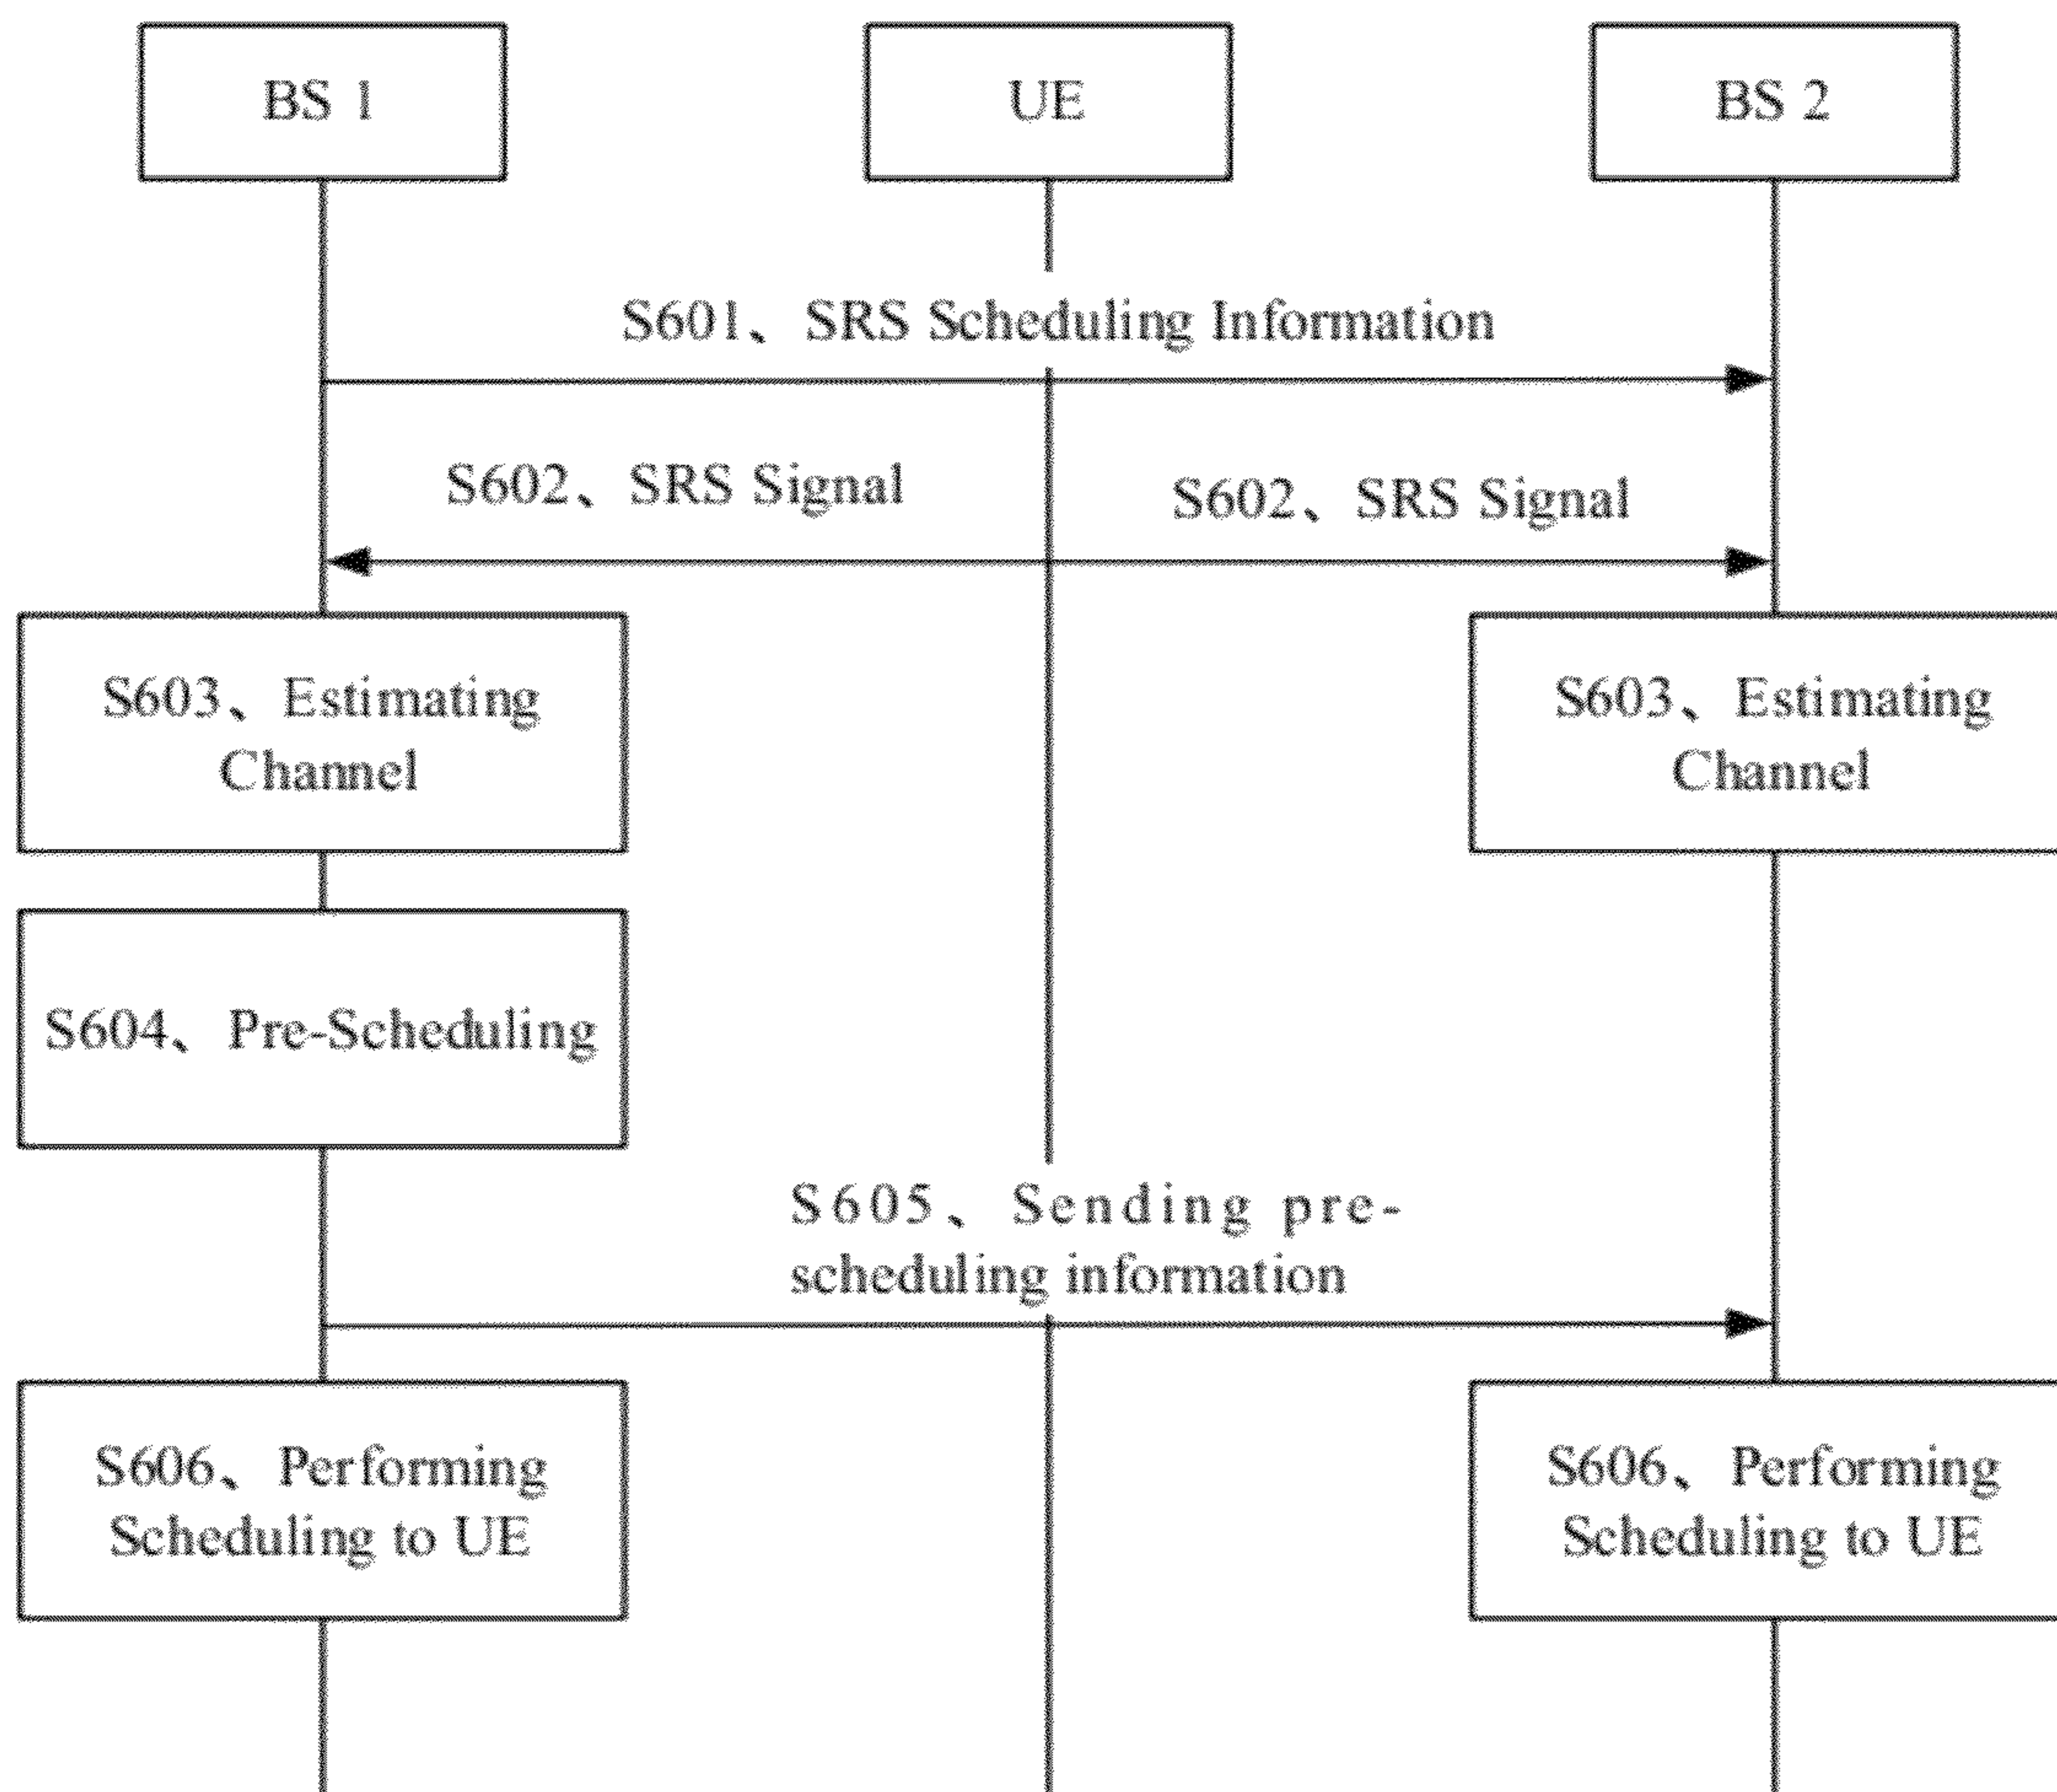 BS 1
UE
BS 2
S601、SRS Scheduling Information
S602、SRS Signal
S602、SRS Signal
S603、Estimating
Channel
S603、Estimating
Channel
S604、Pre-Scheduling
S605、Sending pre-
scheduling information
S606、Performing
Scheduling to UE
S606、Performing
Scheduling to UE